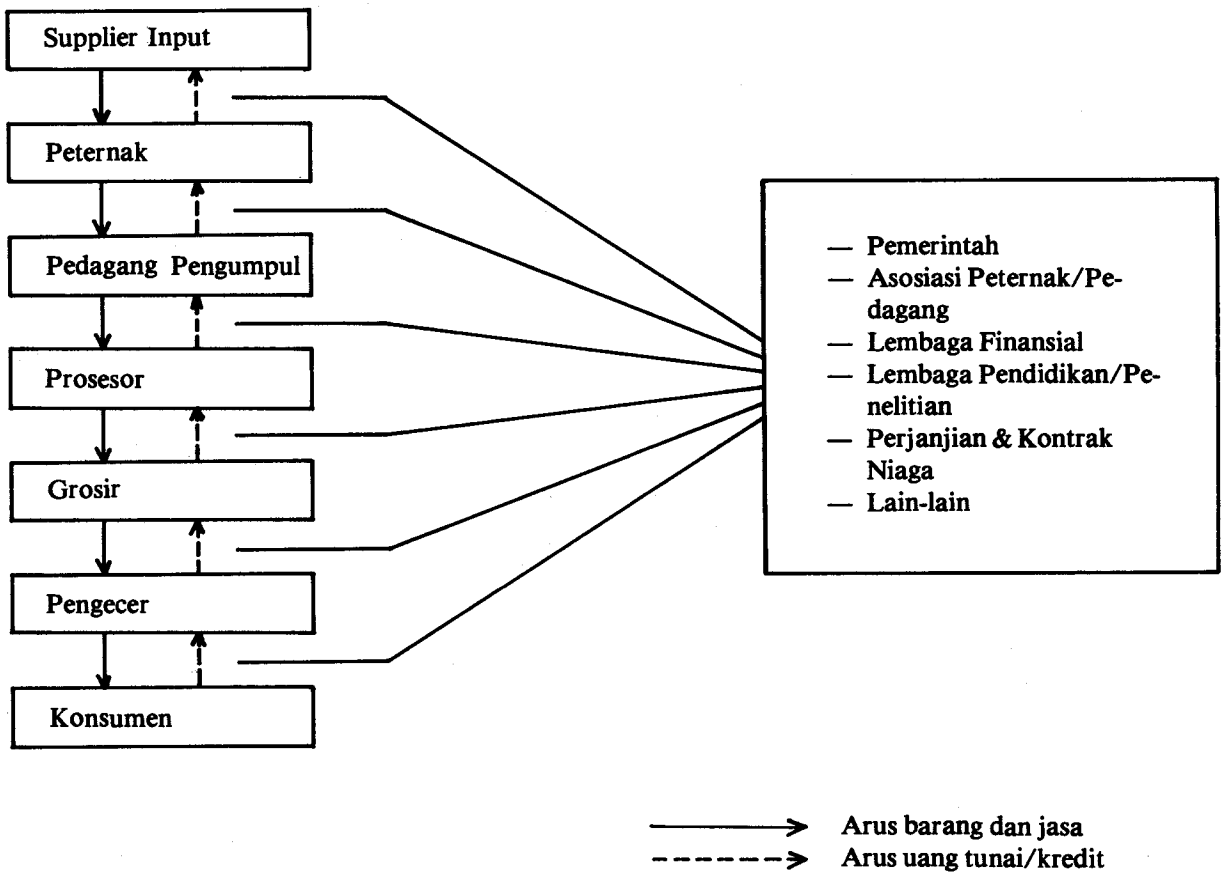 Supplier Input
Peternak
Pedagang Pengumpul
Prosesor
Grosir
Pengecer
Konsumen
— Pemerintah
— Asosiasi Peternak/Pe-
dagang
— Lembaga Finansial
— Lembaga Pendidikan/Pe-
nelitian
— Perjanjian & Kontrak
Niaga
— Lain-lain
Arus barang dan jasa
Arus uang tunai/kredit